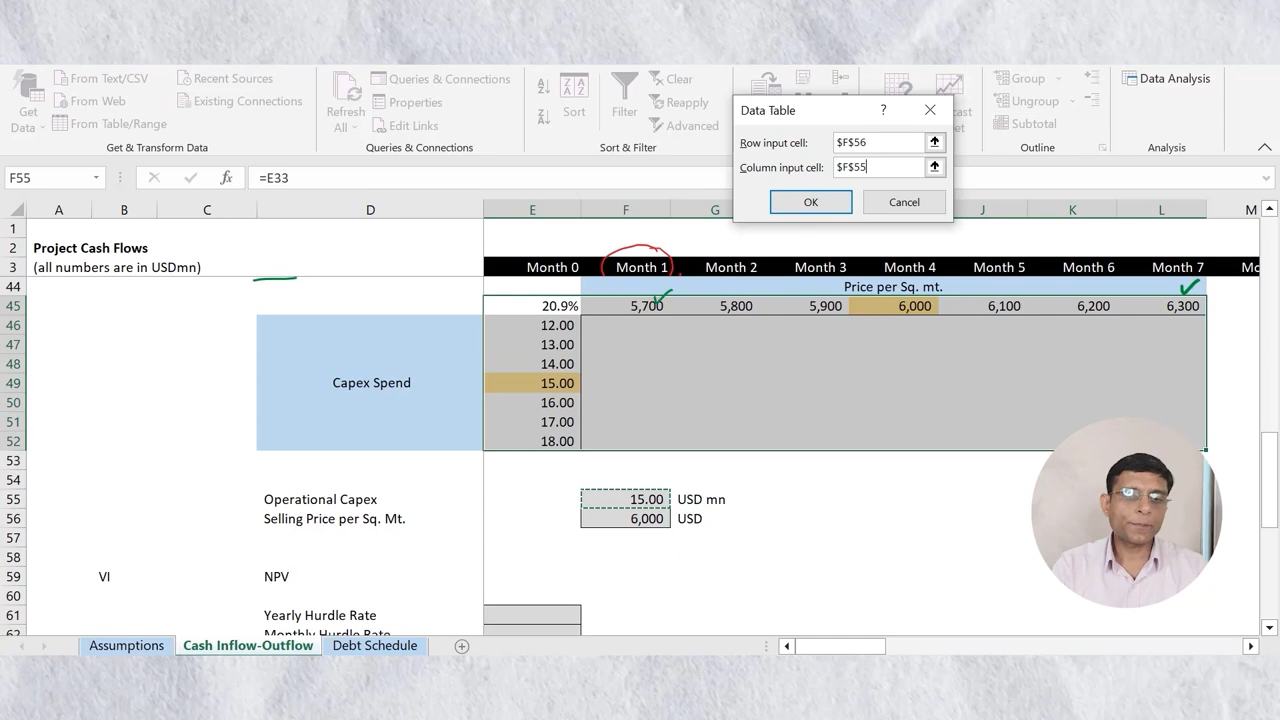 From Text/CSV
Recent Sources
From Web
Existing Connections
From Table/Range
Get
Data
Get & Transform Data
Refresh
All
Queries & Connections
Properties
Edit Links
Queries & Connections
Sort
Filter
Clear
Reapply
Advanced
Sort & Filter
Data Table
?
Row input cell: $F$56
Column input cell: $F$55
OK Cancel
Group
Ungroup
Subtotal
Outline
Data Analysis
Analysis
F55 fx =E33
A B C D E F G J K L M
1
2 Project Cash Flows
3 (all numbers are in USDmn) Month 0 Month 1 Month 2 Month 3 Month 4 Month 5 Month 6 Month 7 Mo
44 Price per Sq. mt.
45 20.9% 5,700 5,800 5,900 6,000 6,100 6,200 6,300
46 12.00
47 13.00
48 14.00
49 Capex Spend 15.00
50 16.00
51 17.00
52 18.00
53
54
55 Operational Capex 15.00 USD mn
56 Selling Price per Sq. Mt. 6,000 USD
57
58
59 VI NPV
60
61 Yearly Hurdle Rate
62 Monthly Hurdle Rate
Assumptions Cash Inflow-Outflow Debt Schedule